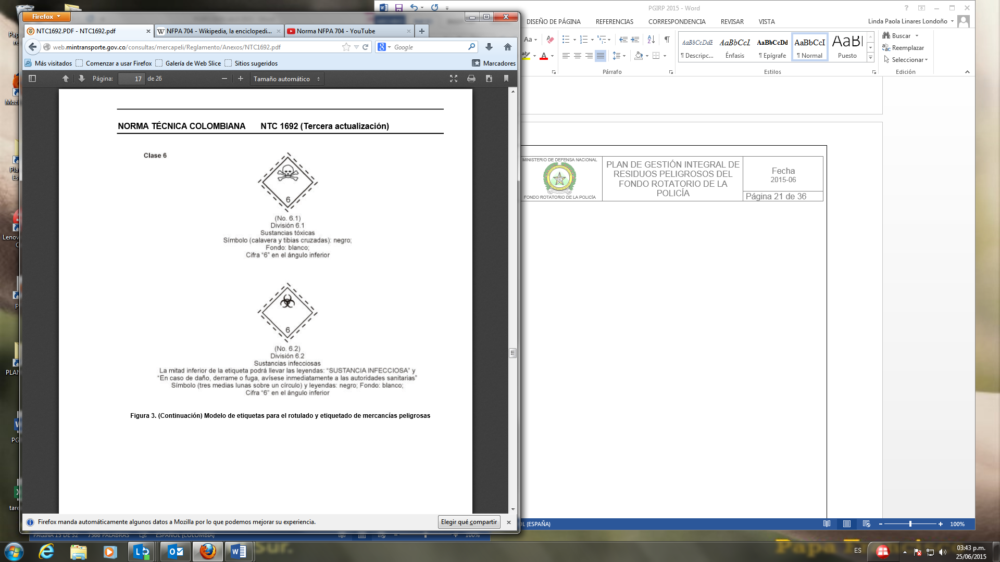 PGIRP 2015 - Word
Firefox
DISEÑO DE PÁGINA REFERENCIAS CORRESPONDENCIA REVISAR VISTA
Linda Paola Linares Londoño
NTC1692.PDF - NTC1692.pdf
NFPA 704 - Wikipedia, la enciclopedi...
Norma NFPA 704 - YouTube
web.mintransporte.gov.co/consultas/mercapeli/Reglamento/Anexos/NTC1692.pdf
Google
Más visitados Comenzar a usar Firefox Galería de Web Slice Sitios sugeridos Marcadores
Página: 17 de 26 Tamaño automático
AaBbCcDdE AaBbCcL AaBbCcDd AaBbCcI AaBl
¶ Descripc... Énfasis ¶ Epígrafe ¶ Normal Puesto
Buscar
Reemplazar
Seleccionar
Párrafo Estilos Edición
NORMA TÉCNICA COLOMBIANA NTC 1692 (Tercera actualización)
Clase 6
6
(No. 6.1)
División 6.1
Sustancias tóxicas
Símbolo (calavera y tibias cruzadas): negro;
Fondo: blanco;
Cifra “6” en el ángulo inferior
6
(No. 6.2)
División 6.2
Sustancias infecciosas
La mitad inferior de la etiqueta podrá llevar las leyendas: “SUSTANCIA INFECCIOSA” y
“En caso de daño, derrame o fuga, avísese inmediatamente a las autoridades sanitarias”
Símbolo (tres medias lunas sobre un círculo) y leyendas: negro; Fondo: blanco;
Cifra “6” en el ángulo inferior
Figura 3. (Continuación) Modelo de etiquetas para el rotulado y etiquetado de mercancías peligrosas
MINISTERIO DE DEFENSA NACIONAL
FONDO ROTATORIO DE LA POLICÍA
PLAN DE GESTIÓN INTEGRAL DE
RESIDUOS PELIGROSOS DEL
FONDO ROTATORIO DE LA
POLICÍA
Fecha
2015-06
Página 21 de 36
Firefox manda automáticamente algunos datos a Mozilla por lo que podemos mejorar su experiencia.
Elegir qué compartir
(ESPAÑA)
100%
PÁGINA 15 DE 32 7566 PALABRAS ESPAÑOL (COLOMBIA) 100%
Sur.
Papa
ES
03:43 p.m.
25/06/2015